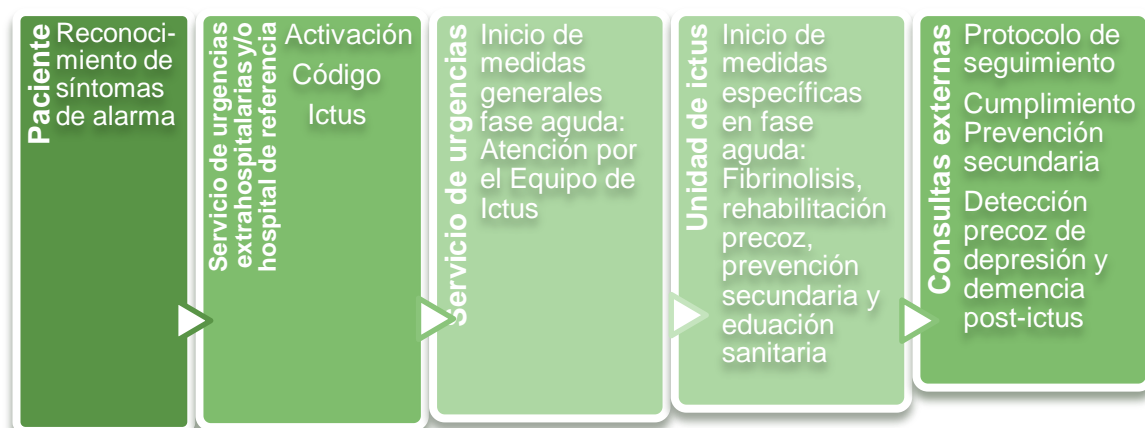 Paciente
Reconoci-
miento de
síntomas
de alarma
Servicio de urgencias
extrahospitalarias y/o
hospital de referencia
Activación
Código
Ictus
Servicio de urgencias
Inicio de
medidas
generales
fase aguda:
Atención por
el Equipo de
Ictus
Unidad de ictus
Inicio de
medidas
específicas
en fase
aguda:
Fibrinolisis,
rehabilitación
precoz,
prevención
secundaria y
eduación
sanitaria
Consultas externas
Protocolo de
seguimiento
Cumplimiento
Prevención
secundaria
Detección
precoz de
depresión y
demencia
post-ictus